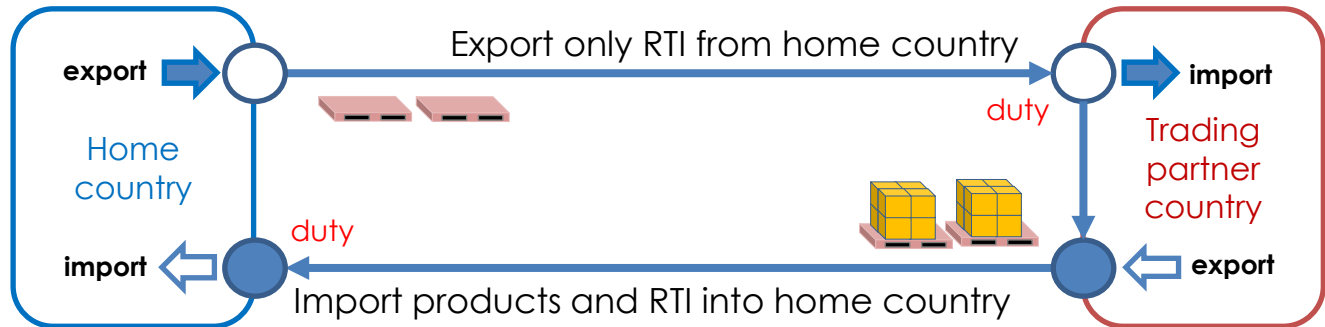 Export only RTI from home country
export
import
duty
Home
country
Trading
partner
country
duty
import
export
Import products and RTI into home country